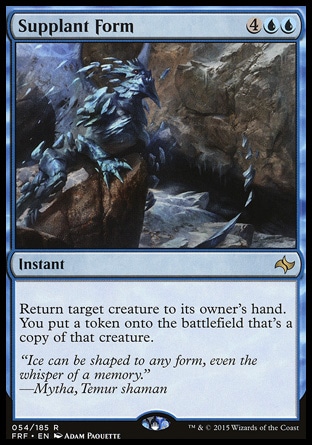 Supplant Form 4
Instant
Return target creature to its owner's hand.
You put a token onto the battlefield that's a
copy of that creature.
"Ice can be shaped to any form, even the
whisper of a memory."
—Mytha, Temur shaman
054/185 R
FRF • EN Adam Paquette
™ & © 2015 Wizards of the Coast